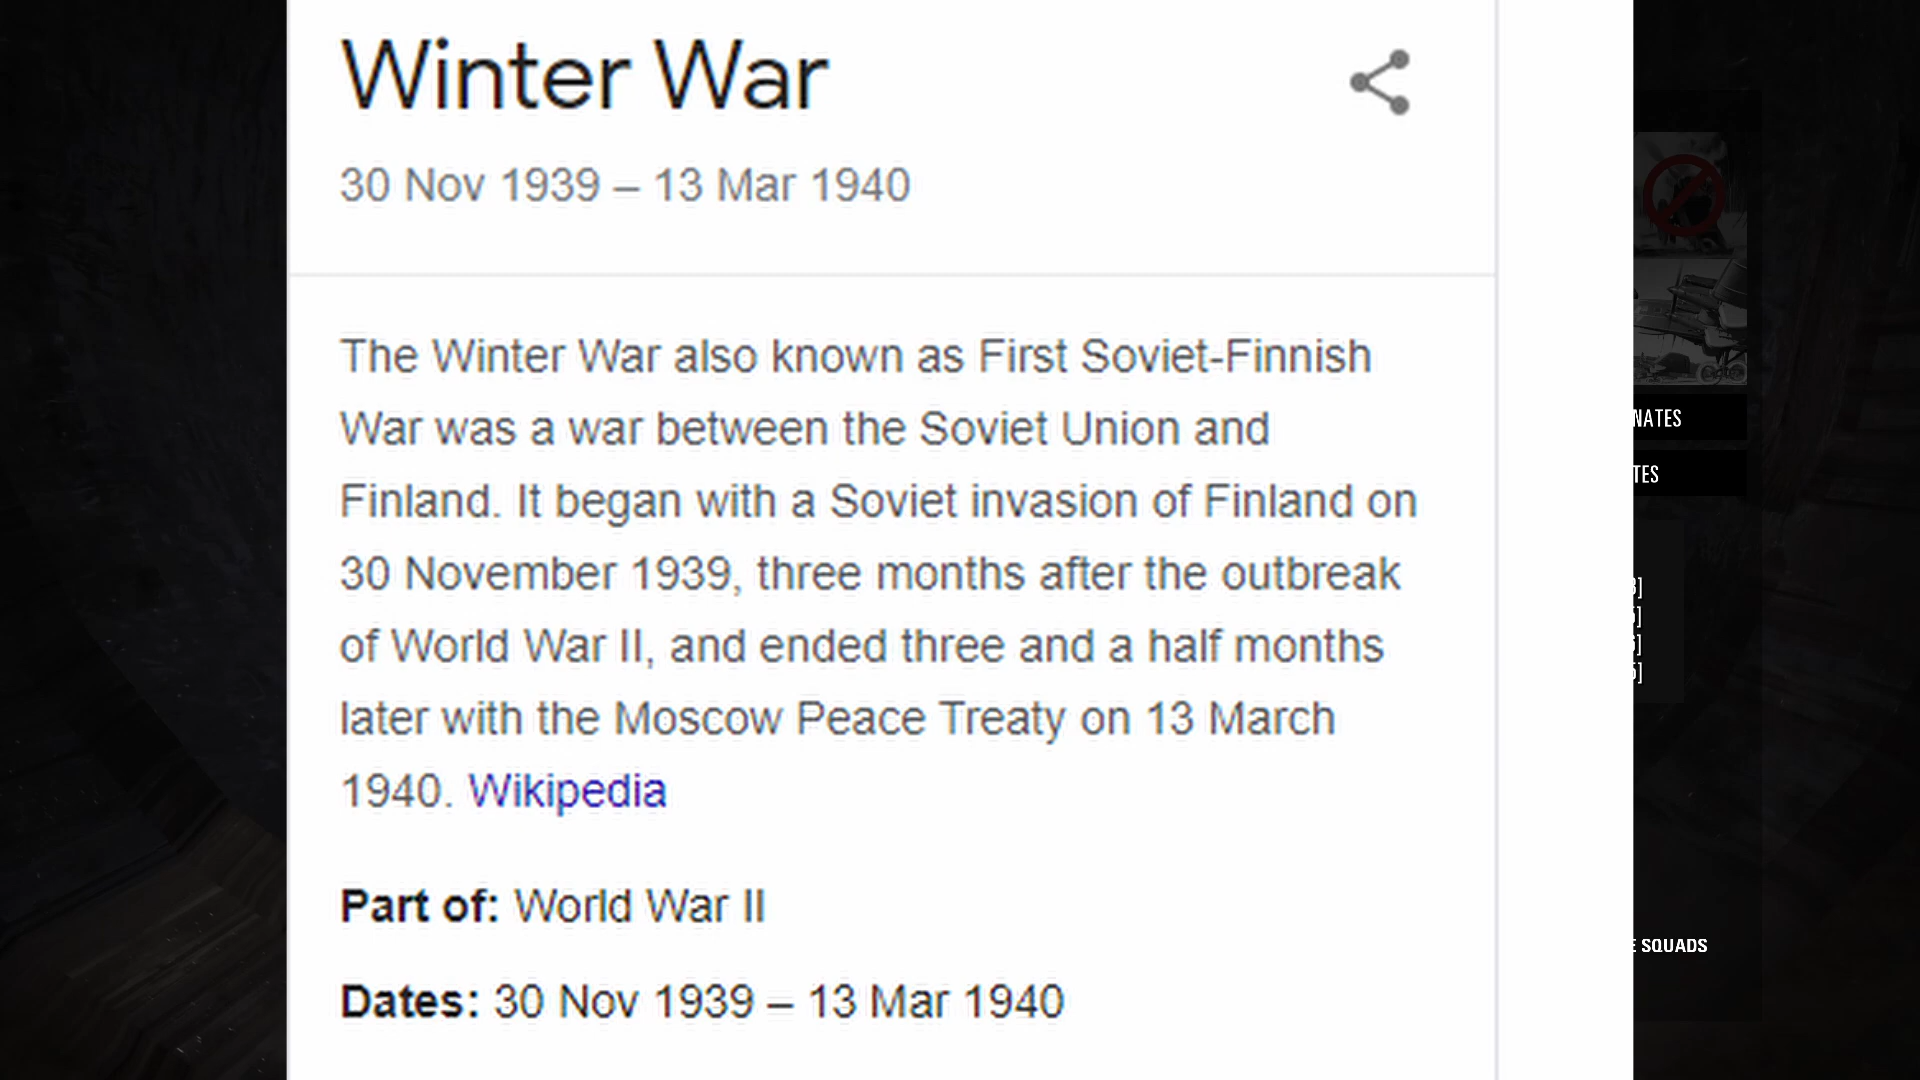 Winter War
30 Nov 1939 – 13 Mar 1940
The Winter War also known as First Soviet-Finnish
War was a war between the Soviet Union and
Finland. It began with a Soviet invasion of Finland on
30 November 1939, three months after the outbreak
of World War II, and ended three and a half months
later with the Moscow Peace Treaty on 13 March
1940. Wikipedia
Part of: World War II
Dates: 30 Nov 1939 – 13 Mar 1940
NATES
TES
SQUADS